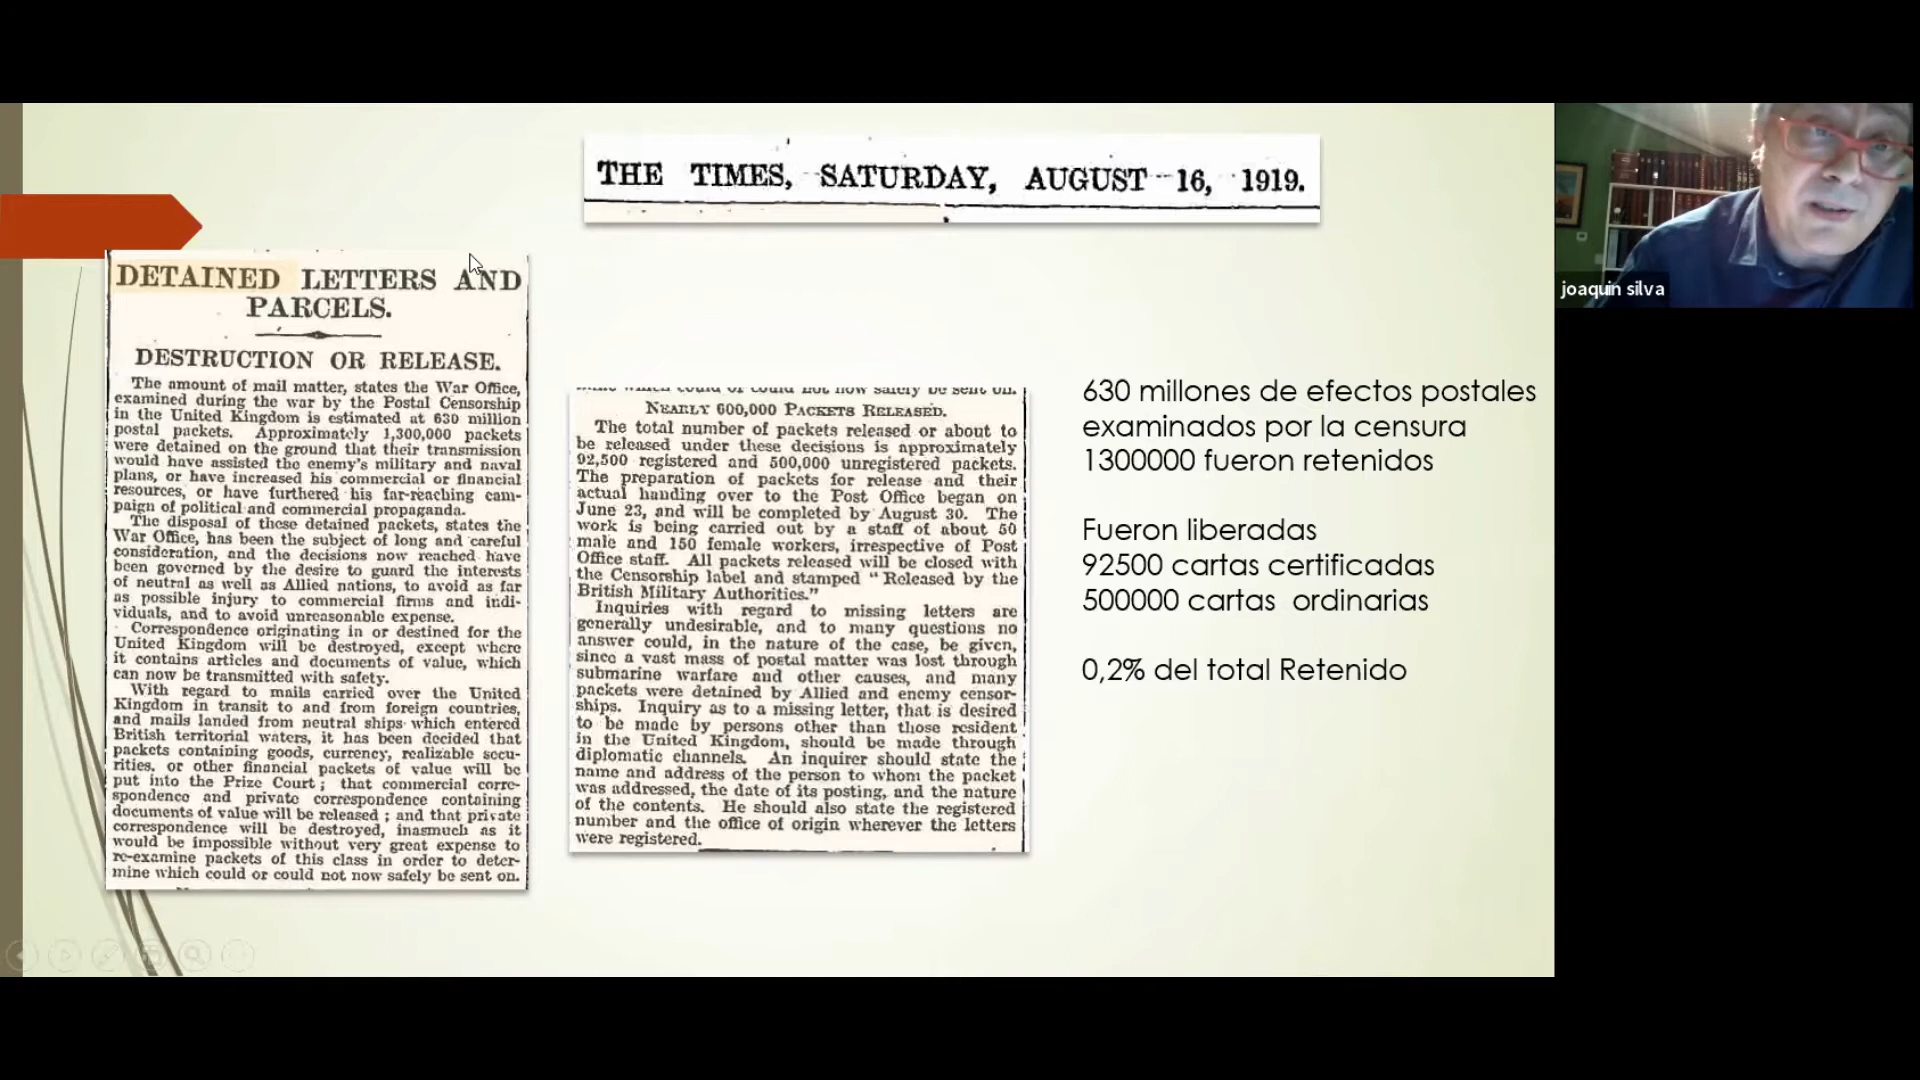 THE TIMES, SATURDAY, AUGUST 16, 1919.
DETAINED LETTERS AND
PARCELS.
DESTRUCTION OR RELEASE.
The amount of mail matter, states the War Office,
examined during the war by the Postal Censorship
in the United Kingdom is estimated at 630 million
postal packets. Approximately 1,300,000 packets
were detained on the ground that their transmission
would have assisted the enemy's military and naval
plans, or have increased his commercial or financial
resources, or have furthered his far-reaching cam-
paign of political and commercial propaganda.
The disposal of these detained packets, states the
War Office, has been the subject of long and careful
consideration, and the decisions now reached have
been governed by the desire to guard the interests
of neutral as well as Allied nations, to avoid as far
as possible injury to commercial firms and indi-
viduals, and to avoid unreasonable expense.
Correspondence originating in or destined for the
United Kingdom will be destroyed, except where
it contains articles and documents of value, which
can now be transmitted with safety.
With regard to mails carried over the United
Kingdom in transit to and from foreign countries,
and mails landed from neutral ships which entered
British territorial waters, it has been decided that
packets containing goods, currency, realizable secu-
rities, or other financial packets of value will be
put into the Prize Court; that commercial corre-
spondence and private correspondence containing
documents of value will be released; and that private
correspondence will be destroyed, inasmuch as it
would be impossible without very great expense to
re-examine packets of this class in order to deter-
mine which could or could not now safely be sent on.
mine which could or could not now safely be sent on.
NEARLY 600,000 PACKETS RELEASED.
The total number of packets released or about to
be released under these decisions is approximately
92,500 registered and 500,000 unregistered packets.
The preparation of packets for release and their
actual handing over to the Post Office began on
June 23, and will be completed by August 30. The
work is being carried out by a staff of about 50
male and 150 female workers, irrespective of Post
Office staff. All packets released will be closed with
the Censorship label and stamped "Released by the
British Military Authorities."
Inquiries with regard to missing letters are
generally undesirable, and to many questions no
answer could, in the nature of the case, be given,
since a vast mass of postal matter was lost through
submarine warfare and other causes, and many
packets were detained by Allied and enemy censor-
ships. Inquiry as to a missing letter, that is desired
to be made by persons other than those resident
in the United Kingdom, should be made through
diplomatic channels. An inquirer should state the
name and address of the person to whom the packet
was addressed, the date of its posting, and the nature
of the contents. He should also state the registered
number and the office of origin wherever the letters
were registered.
630 millones de efectos postales
examinados por la censura
1300000 fueron retenidos
Fueron liberadas
92500 cartas certificadas
500000 cartas ordinarias
0,2% del total Retenido
joaquin silva